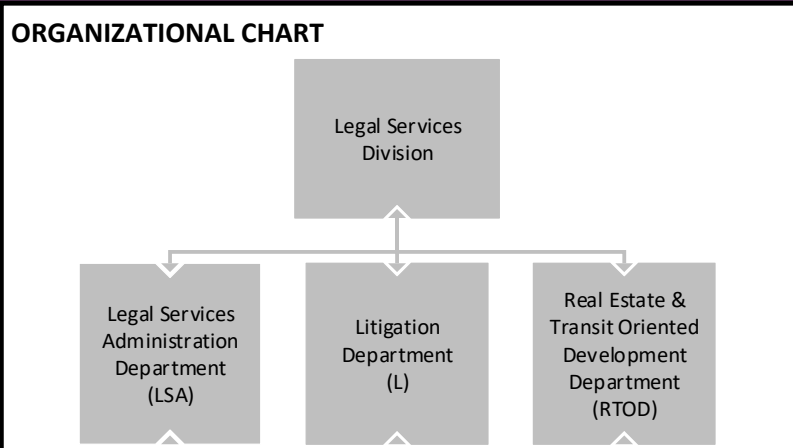 ORGANIZATIONAL CHART
Legal Services
Division
Legal Services
Administration
Department
(LSA)
Litigation
Department
(L)
Real Estate &
Transit Oriented
Development
Department
(RTOD)